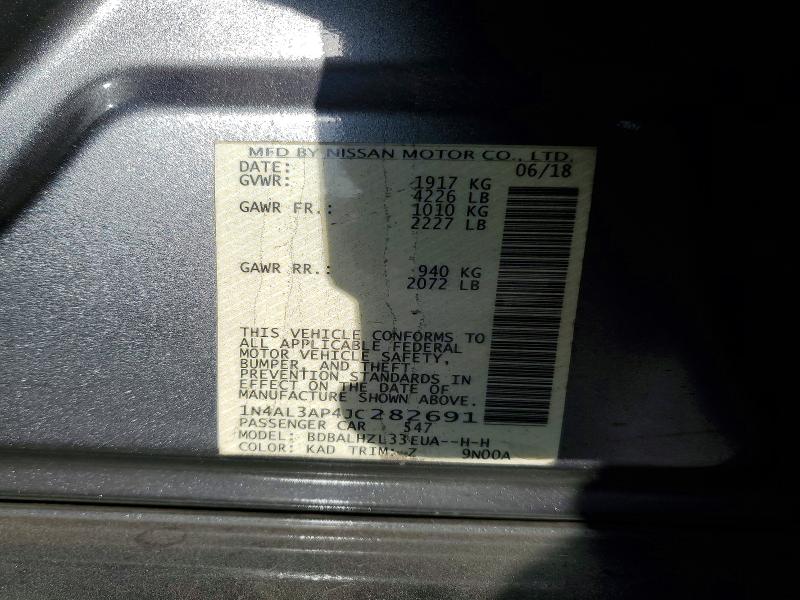 MFD BY NISSAN MOTOR CO., LTD.
DATE: 06/18
GVWR: 1917 KG
4226 LB
GAWR FR.: 1010 KG
2227 LB
GAWR RR.: 940 KG
2072 LB
THIS VEHICLE CONFORMS TO
ALL APPLICABLE FEDERAL
MOTOR VEHICLE SAFETY,
BUMPER, AND THEFT
PREVENTION STANDARDS IN
EFFECT ON THE DATE OF
MANUFACTURE SHOWN ABOVE.
1N4AL3AP4JC282691
PASSENGER CAR 547
MODEL: BDBALHZL33EUA--H-H
COLOR: KAD TRIM: Z 9N00A